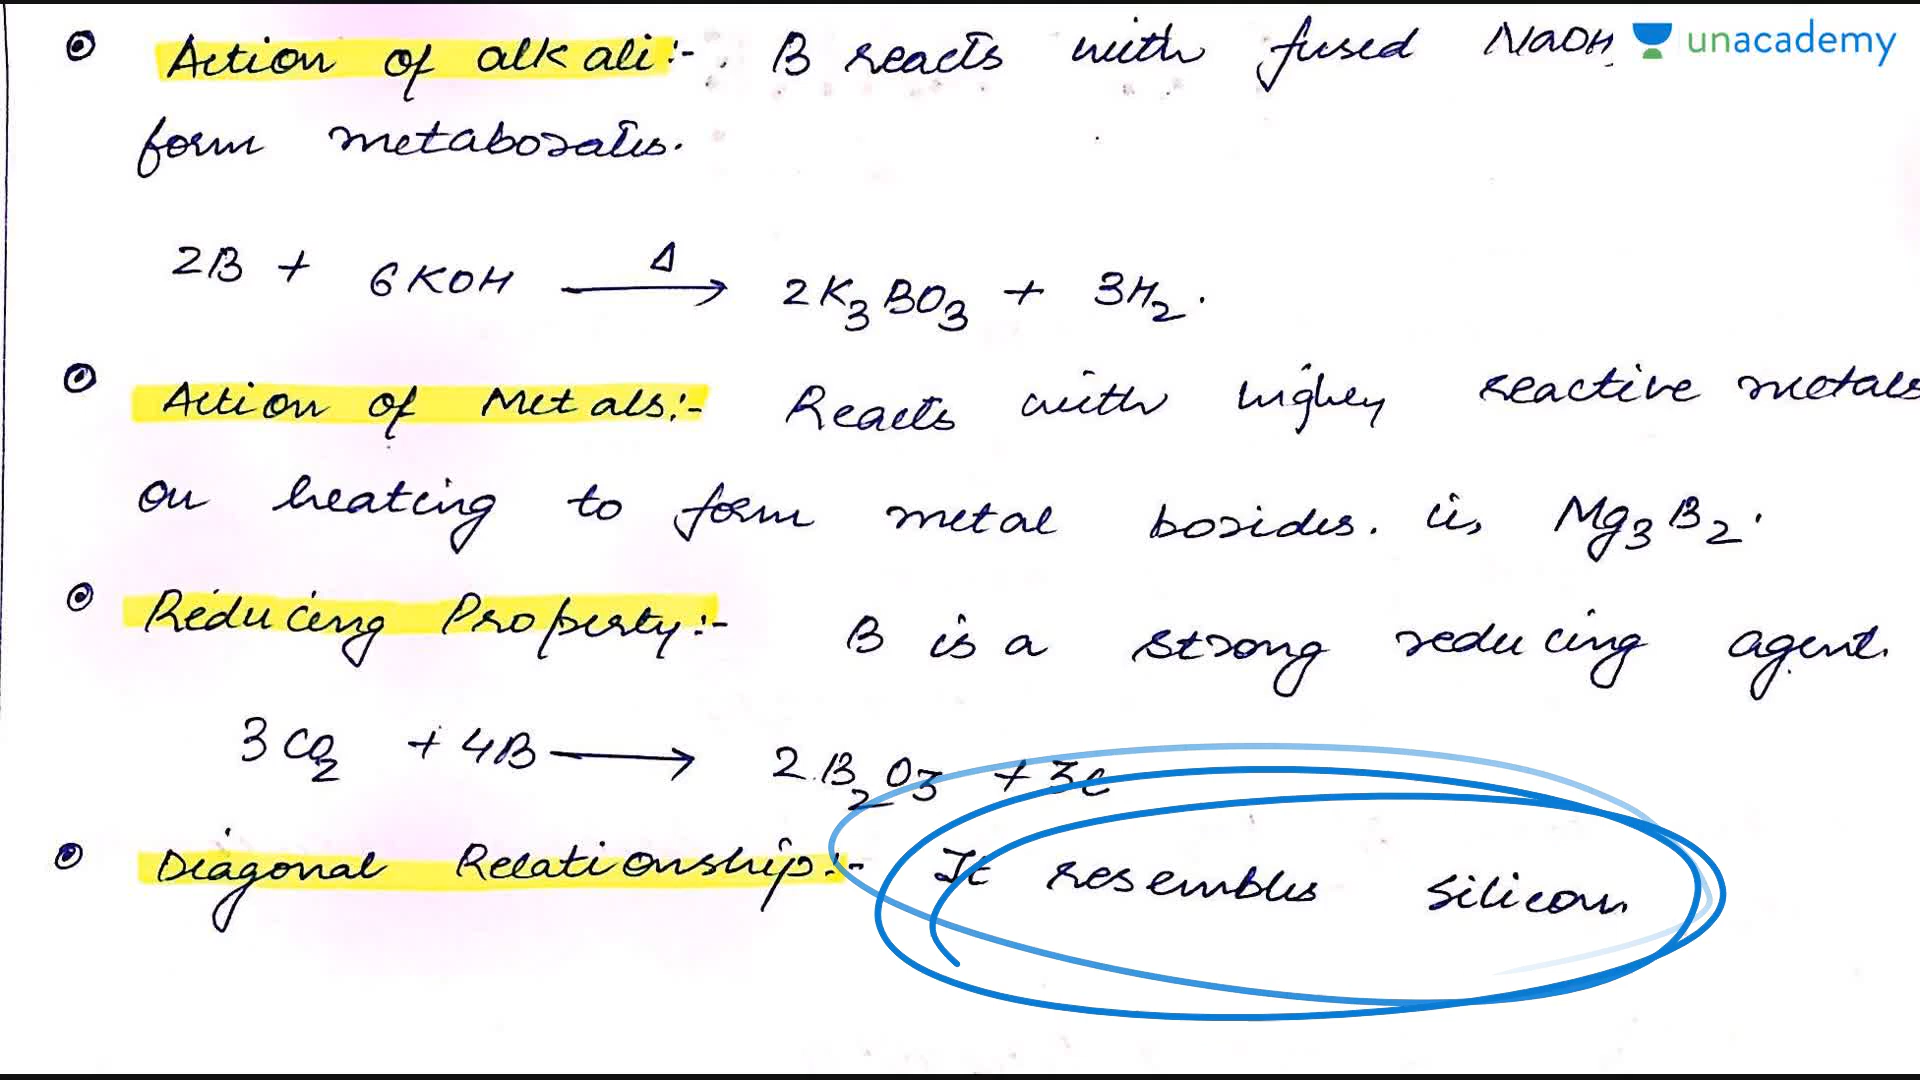 Action of alkali:- B reacts with fused NaOH unacademy
form metaborates.
2B + 6KOH —Δ→ 2K₃BO₃ + 3H₂.
Action of Metals:- Reacts with highly reactive metals
on heating to form metal borides. i.e, Mg₃B₂.
Reducing Property:- B is a strong reducing agent.
3CO₂ + 4B ⟶ 2B₂O₃ + 3C
Diagonal Relationship:- It resembles silicon.